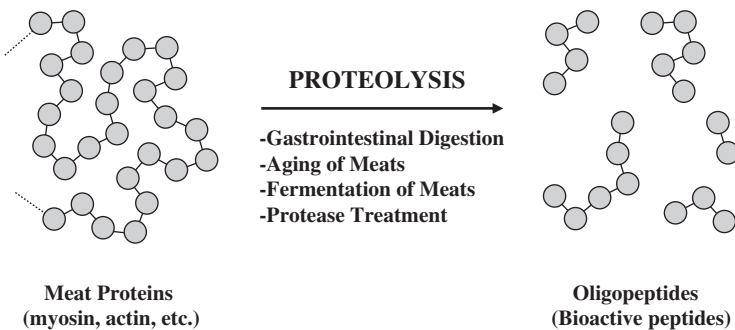 PROTEOLYSIS
-Gastrointestinal Digestion
-Aging of Meats
-Fermentation of Meats
-Protease Treatment
Meat Proteins
(myosin, actin, etc.)
Oligopeptides
(Bioactive peptides)